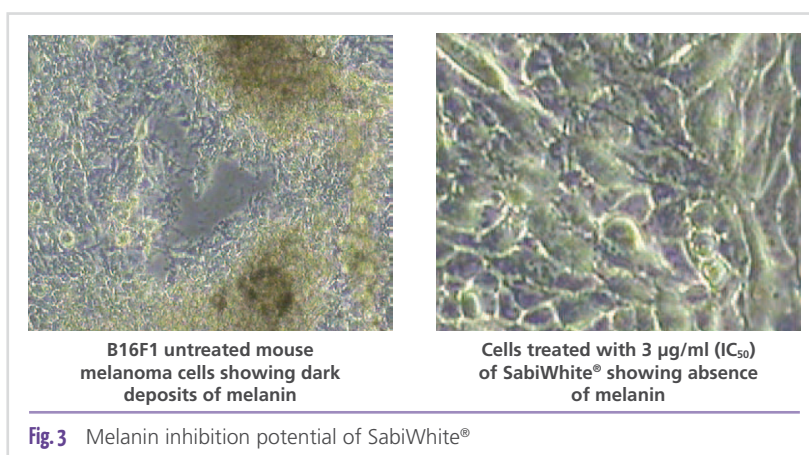 B16F1 untreated mouse
melanoma cells showing dark
deposits of melanin
Cells treated with 3 µg/ml (IC₅₀)
of SabiWhite® showing absence
of melanin
Fig. 3 Melanin inhibition potential of SabiWhite®